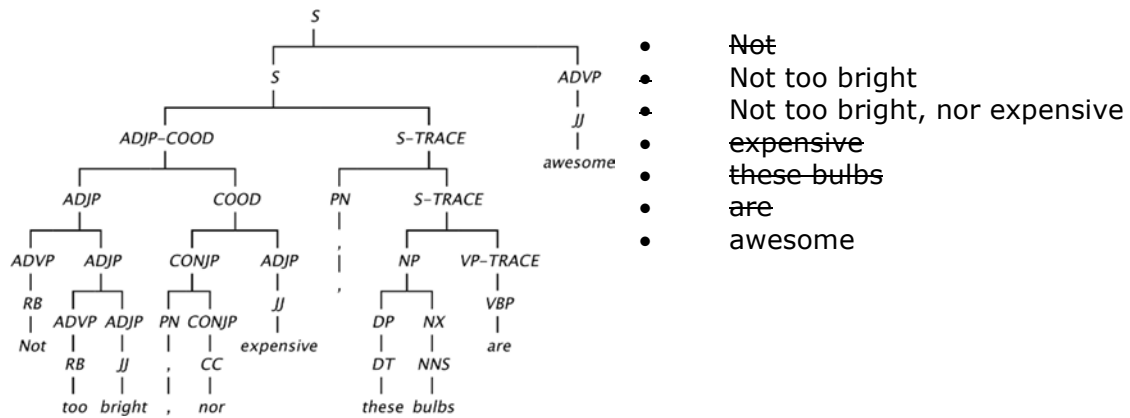 S
S ADVP
ADJP-COOD S-TRACE JJ
awesome
ADJP COOD PN S-TRACE
ADVP ADJP CONJP ADJP , NP VP-TRACE
RB JJ , VBP
Not ADVP ADJP PN CONJP expensive DP NX are
RB JJ , CC DT NNS
too bright , nor these bulbs
• Not
• Not too bright
• Not too bright, nor expensive
• expensive
• these bulbs
• are
• awesome